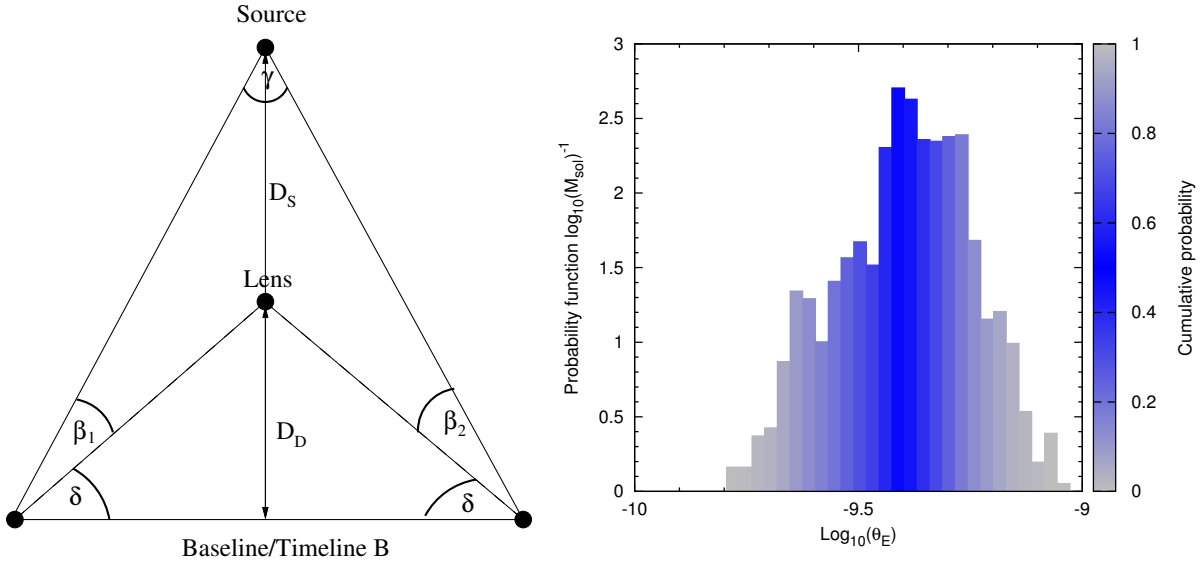 Source
γ
D_S
Lens
β_1
β_2
D_D
δ
δ
Baseline/Timeline B
Probability function log_10(M_sol)^-1
3
2.5
2
1.5
1
0.5
0
-10
-9.5
-9
Log_10(θ_E)
1
0.8
0.6
0.4
0.2
0
Cumulative probability